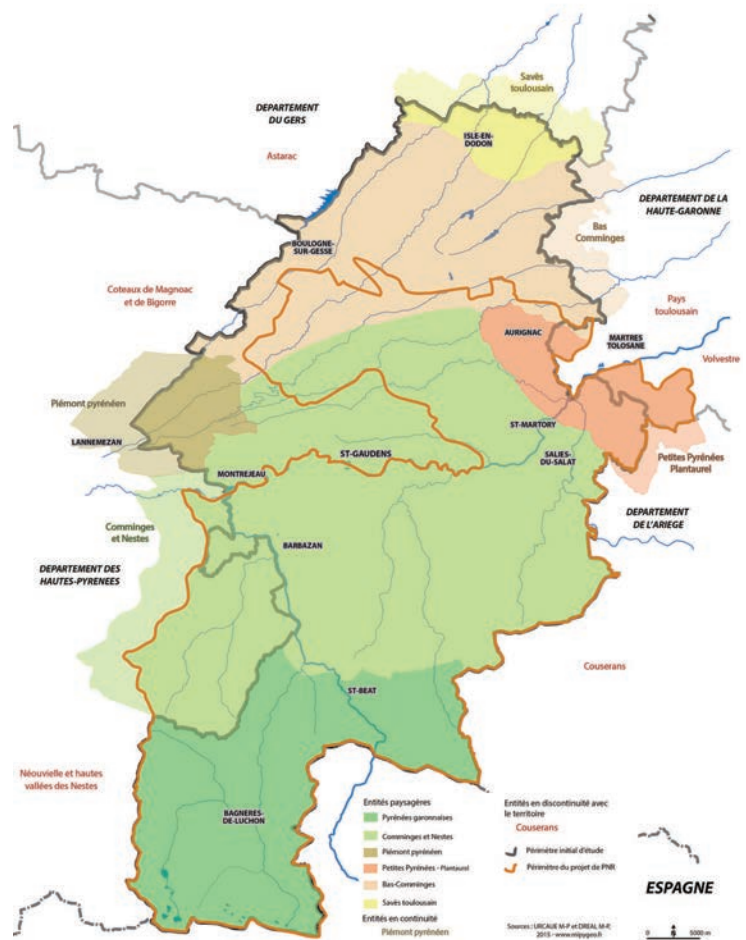 Savès
toulousain
DEPARTEMENT
DU GERS
ISLE-EN-
DODON
Astarac
DEPARTEMENT DE LA
HAUTE-GARONNE
Bas
Comminges
BOULOGNE-
SUR-GESSE
Coteaux de Magnoac
et de Bigorre
Pays
toulousain
AURIGNAC
MARTRES
TOLOSANE
Volvestre
Piémont pyrénéen
LANNEMEZAN
ST-MARTORY
ST-GAUDENS
SALIES-
DU-SALAT
MONTREJEAU
Petites Pyrénées
Plantaurel
Comminges
et Nestes
DEPARTEMENT
DE L'ARIEGE
BARBAZAN
DEPARTEMENT DES
HAUTES-PYRENEES
Couserans
ST-BEAT
Néouvielle et hautes
vallées des Nestes
BAGNERES-
DE-LUCHON
Entités paysagères
Pyrénées garonnaises
Comminges et Nestes
Piémont pyrénéen
Petites Pyrénées - Plantaurel
Bas-Comminges
Savès toulousain
Entités en continuité
Piémont pyrénéen
Entités en discontinuité avec
le territoire
Couserans
Périmètre initial d'étude
Périmètre du projet de PNR
ESPAGNE
Sources : URCAUE M-P et DREAL M-P,
2015 - www.mipygeo.fr
0 5000 m